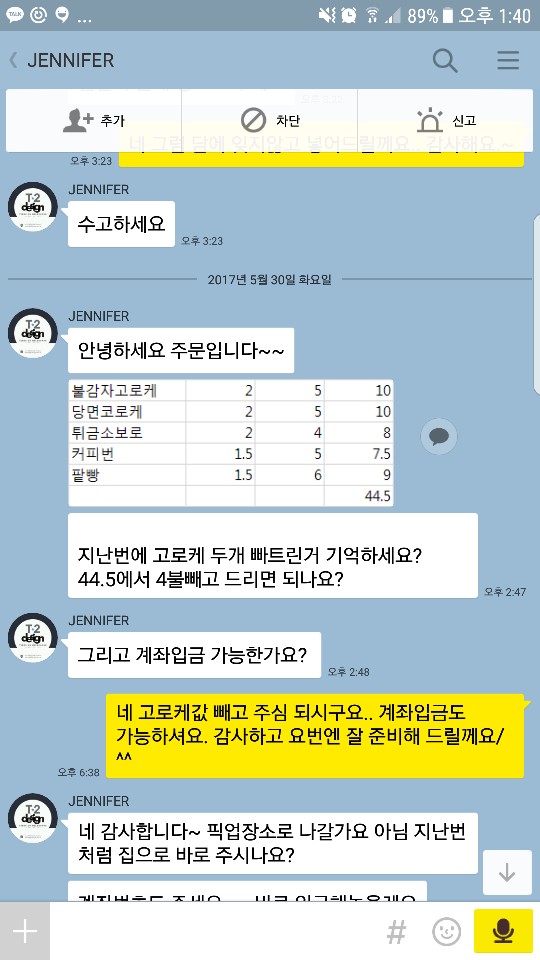 TALK ... 89% 오후 1:40
JENNIFER
추가 차단 신고
네 그럼 담에 잊지않고 넣어드릴께요.. 감사해요 ~
오후 3:23
JENNIFER
T-2
design
수고하세요
오후 3:23
2017년 5월 30일 화요일
JENNIFER
T-2
design
안녕하세요 주문입니다~~
불감자고로케 2 5 10
당면코로케 2 5 10
튀금소보로 2 4 8
커피번 1.5 5 7.5
팥빵 1.5 6 9
44.5
지난번에 고로케 두개 빠트린거 기억하세요?
44.5에서 4불빼고 드리면 되나요?
오후 2:47
JENNIFER
T-2
design
그리고 계좌입금 가능한가요?
오후 2:48
네 고로케값 빼고 주심 되시구요.. 계좌입금도
가능하셔요. 감사하고 요번엔 잘 준비해 드릴께요/
^^
오후 6:38
JENNIFER
T-2
design
네 감사합니다~ 픽업장소로 나갈가요 아님 지난번
처럼 집으로 바로 주시나요?
#